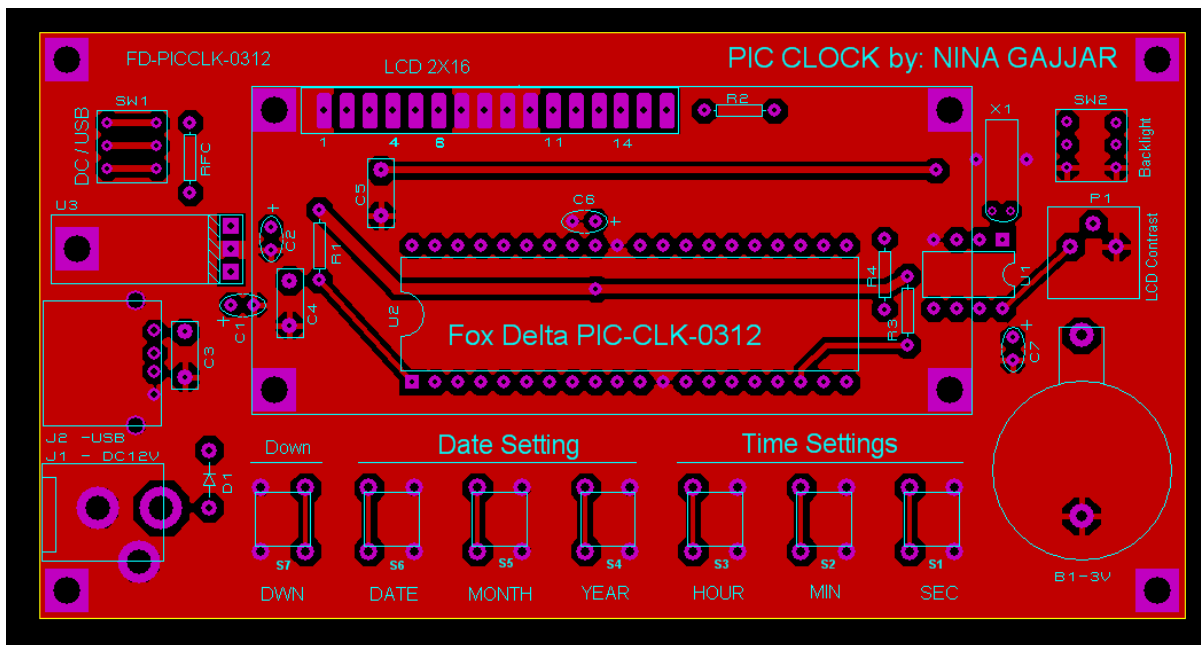 FD-PICCLK-0312
PIC CLOCK by: NINA GAJJAR
LCD 2X16
SW1
R2
X1
SW2
1 4 6 11 14
DC / USB
RFC
Backlight
U3
C5
C6
+
P1
+
C2
R1
R4
U1
LCD Contrast
C1
+
C4
U2
Fox Delta PIC-CLK-0312
R3
+
C7
C3
J2 -USB
J1 - DC12V
D1
Down
Date Setting
Time Settings
S7 S6 S5 S4 S3 S2 S1
DWN DATE MONTH YEAR HOUR MIN SEC
B1-3V